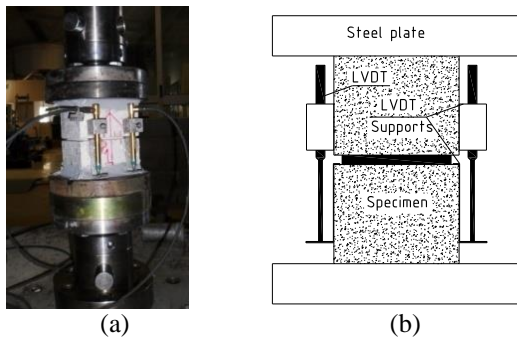 Steel plate
LVDT
LVDT
Supports
Specimen
(a)
(b)